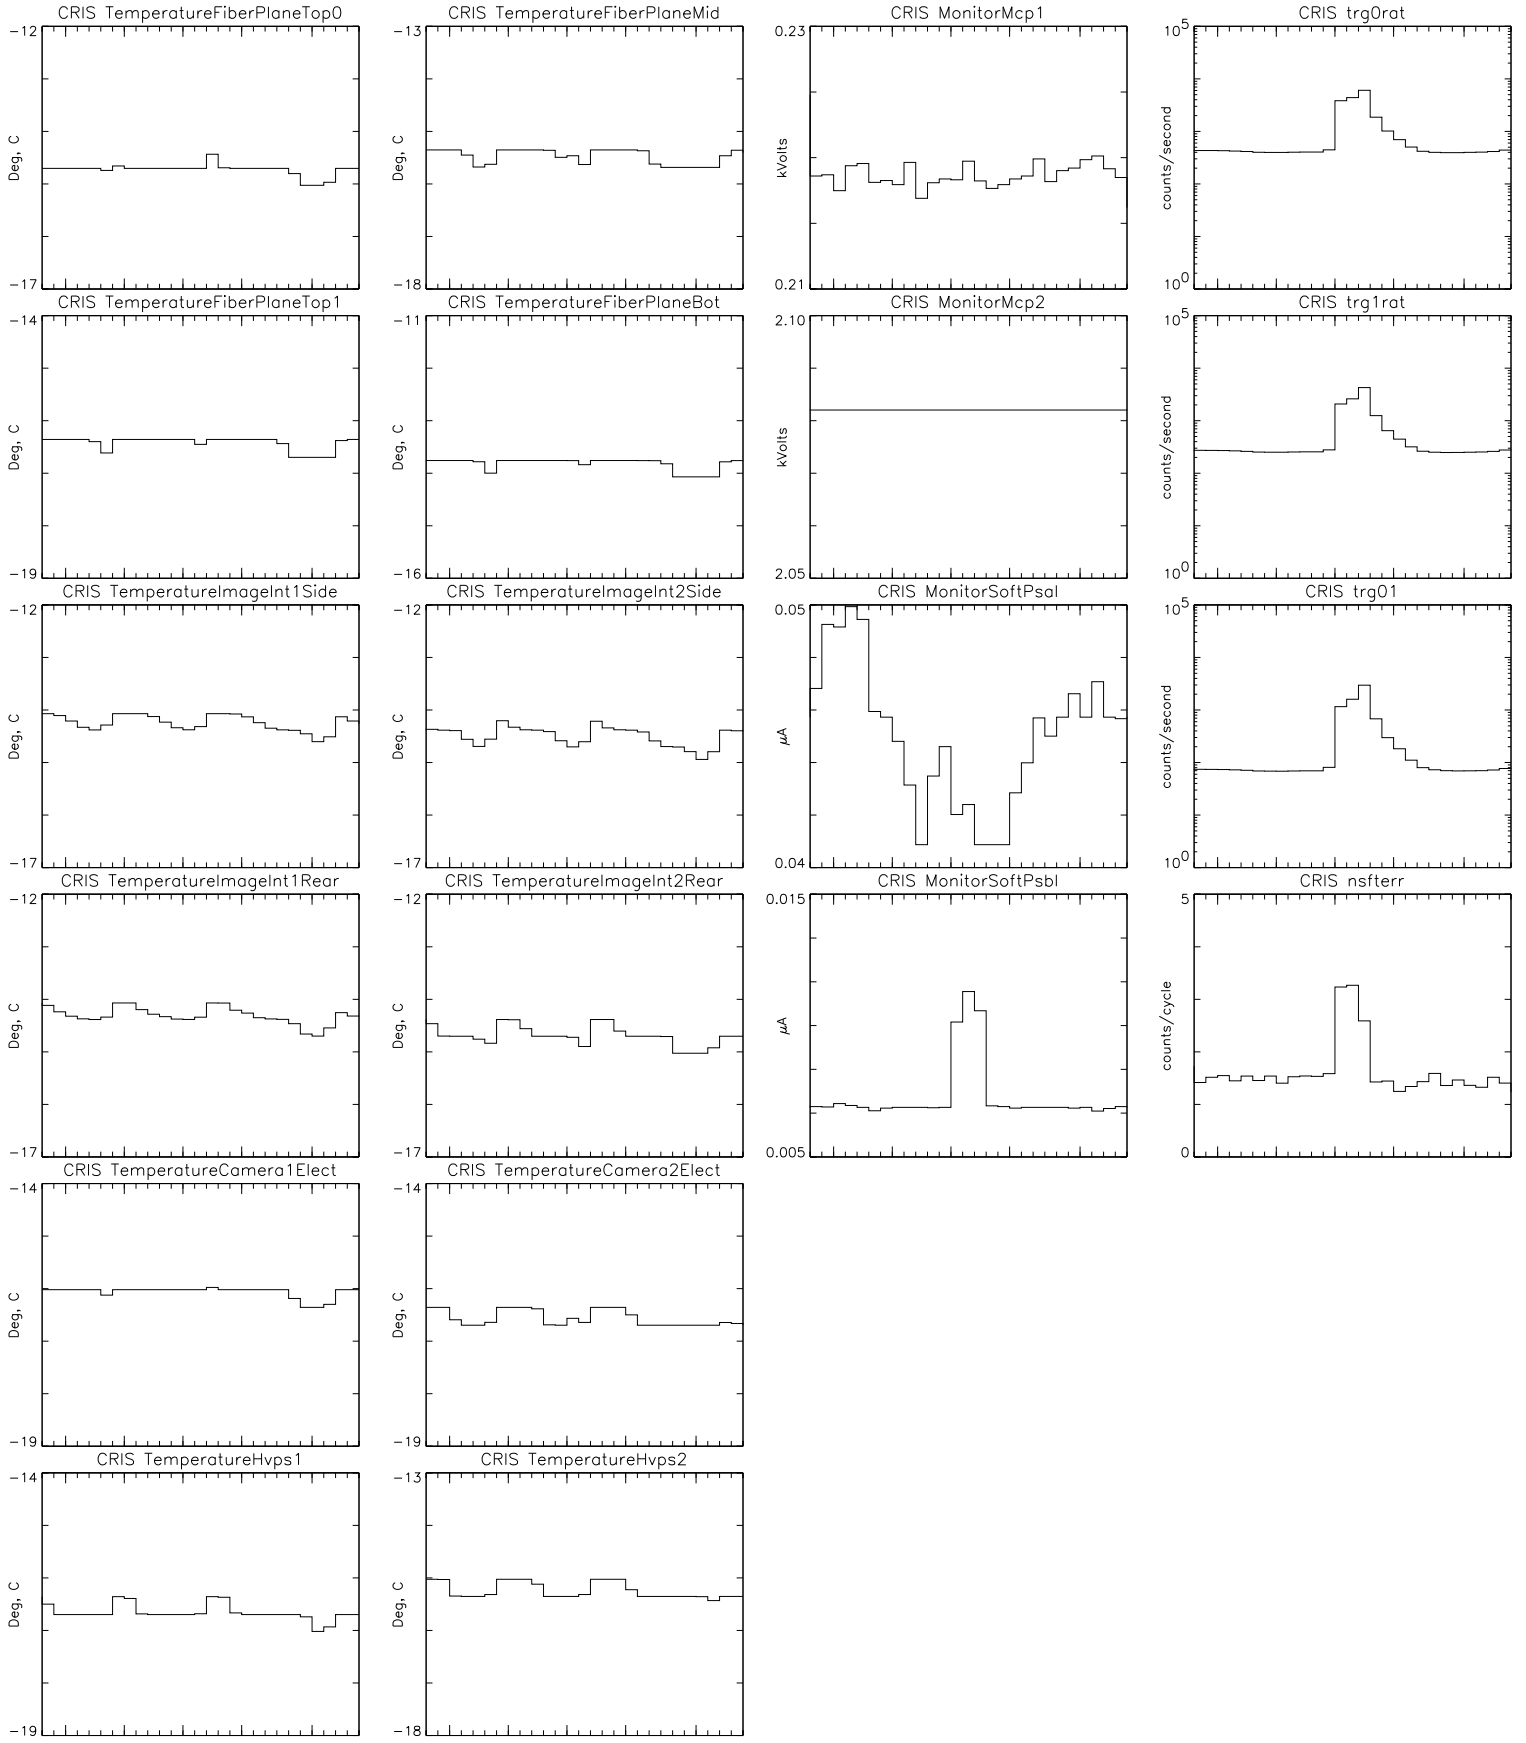 CRIS TemperatureFiberPlaneTop0
-12
Deg, C
-17
CRIS TemperatureFiberPlaneMid
-13
Deg, C
-18
CRIS MonitorMcp1
0.23
kVolts
0.21
CRIS trg0rat
10^5
counts/second
10^0
CRIS TemperatureFiberPlaneTop1
-14
Deg, C
-19
CRIS TemperatureFiberPlaneBot
-11
Deg, C
-16
CRIS MonitorMcp2
2.10
kVolts
2.05
CRIS trg1rat
10^5
counts/second
10^0
CRIS TemperatureImageInt1Side
-12
Deg, C
-17
CRIS TemperatureImageInt2Side
-12
Deg, C
-17
CRIS MonitorSoftPsaI
0.05
μA
0.04
CRIS trg01
10^5
counts/second
10^0
CRIS TemperatureImageInt1Rear
-12
Deg, C
-17
CRIS TemperatureImageInt2Rear
-12
Deg, C
-17
CRIS MonitorSoftPsbI
0.015
μA
0.005
CRIS nsfterr
5
counts/cycle
0
CRIS TemperatureCamera1Elect
-14
Deg, C
-19
CRIS TemperatureCamera2Elect
-14
Deg, C
-19
CRIS TemperatureHvps1
-14
Deg, C
-19
CRIS TemperatureHvps2
-13
Deg, C
-18